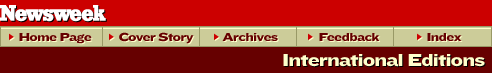 Newsweek
Home Page Cover Story Archives Feedback Index
International Editions